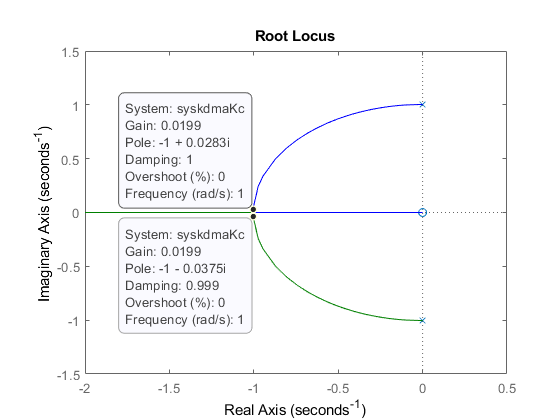 Root Locus
1.5
1
0.5
0
-0.5
-1
-1.5
Imaginary Axis (seconds⁻¹)
System: syskdmaKc
Gain: 0.0199
Pole: -1 + 0.0283i
Damping: 1
Overshoot (%): 0
Frequency (rad/s): 1
System: syskdmaKc
Gain: 0.0199
Pole: -1 - 0.0375i
Damping: 0.999
Overshoot (%): 0
Frequency (rad/s): 1
-2
-1.5
-1
-0.5
0
0.5
Real Axis (seconds⁻¹)